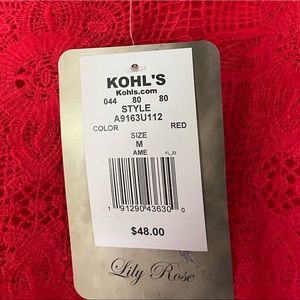 KOHL'S
Kohls.com
044 80 80
STYLE
A9163U112
COLOR RED
SIZE
M
AME FL_23
1 91290 43630 0
$48.00
Lily Rose